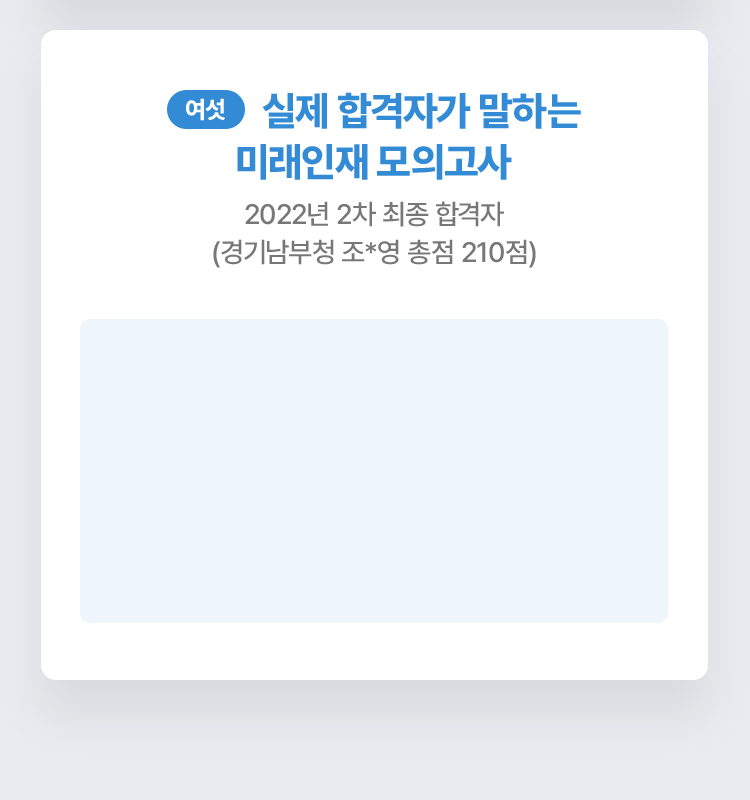 여섯 실제 합격자가 말하는
미래인재 모의고사
2022년 2차 최종 합격자
(경기남부청 조*영 총점 210점)